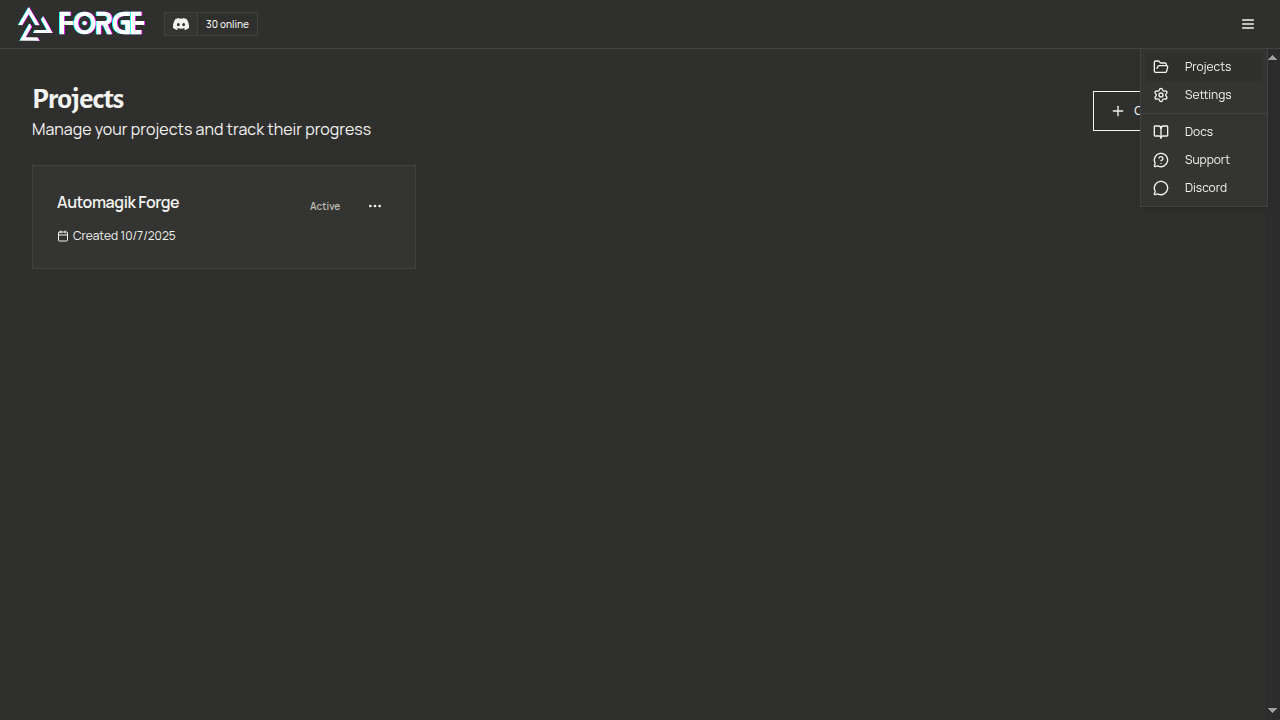 FORGE
30 online
Projects
Settings
Docs
Support
Discord
Projects
Manage your projects and track their progress
Automagik Forge
Active
Created 10/7/2025